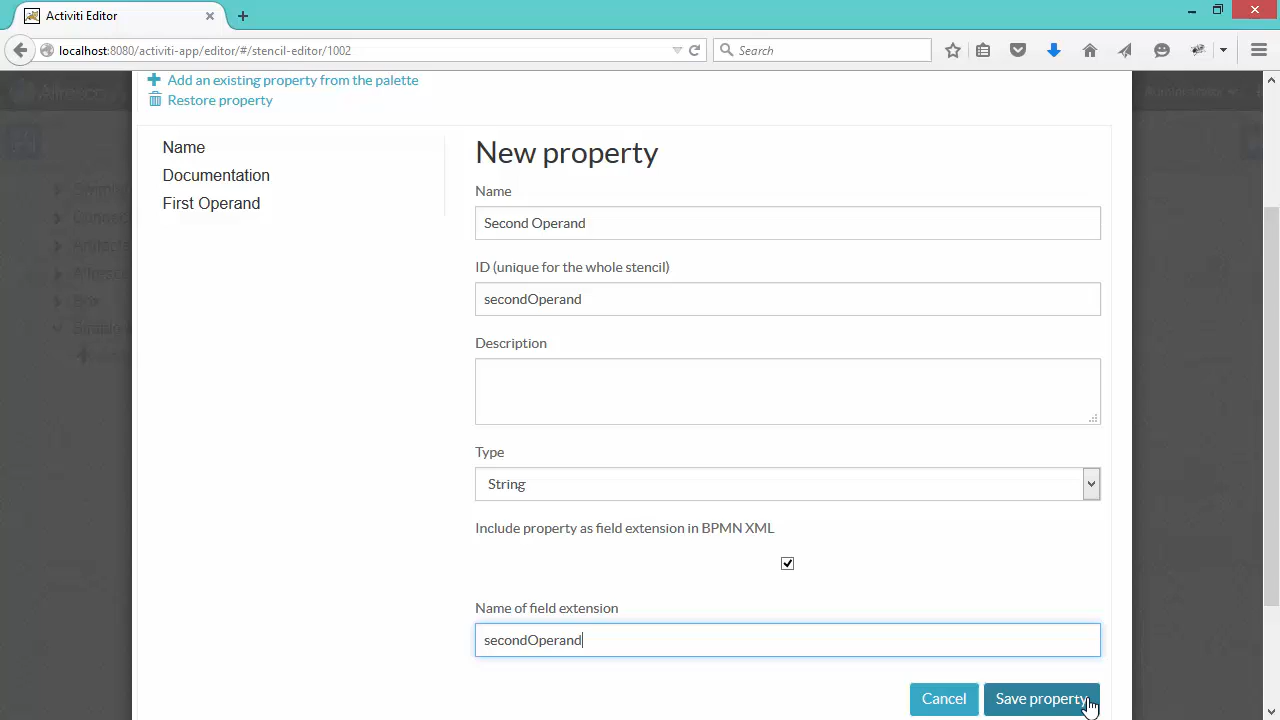 Activiti Editor
localhost:8080/activiti-app/editor/#/stencil-editor/1002
Search
Add an existing property from the palette
Restore property
Name
Documentation
First Operand
New property
Name
Second Operand
ID (unique for the whole stencil)
secondOperand
Description
Type
String
Include property as field extension in BPMN XML
Name of field extension
secondOperand
Cancel
Save property